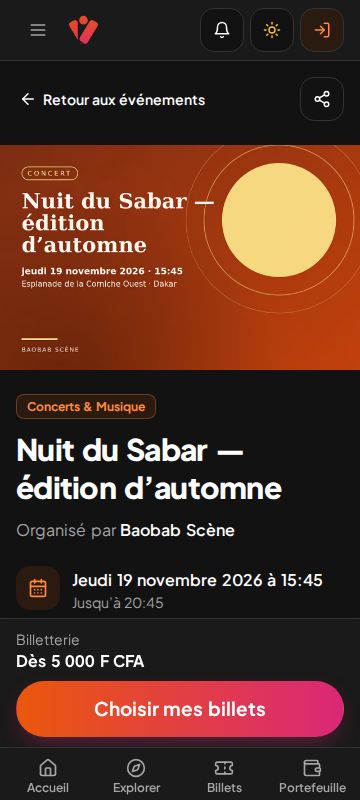 Retour aux événements
CONCERT
Nuit du Sabar —
édition
d’automne
jeudi 19 novembre 2026 · 15:45
Esplanade de la Corniche Ouest · Dakar
BAOBAB SCÈNE
Concerts & Musique
Nuit du Sabar —
édition d’automne
Organisé par Baobab Scène
Jeudi 19 novembre 2026 à 15:45
Jusqu’à 20:45
Billetterie
Dès 5 000 F CFA
Choisir mes billets
Accueil
Explorer
Billets
Portefeuille